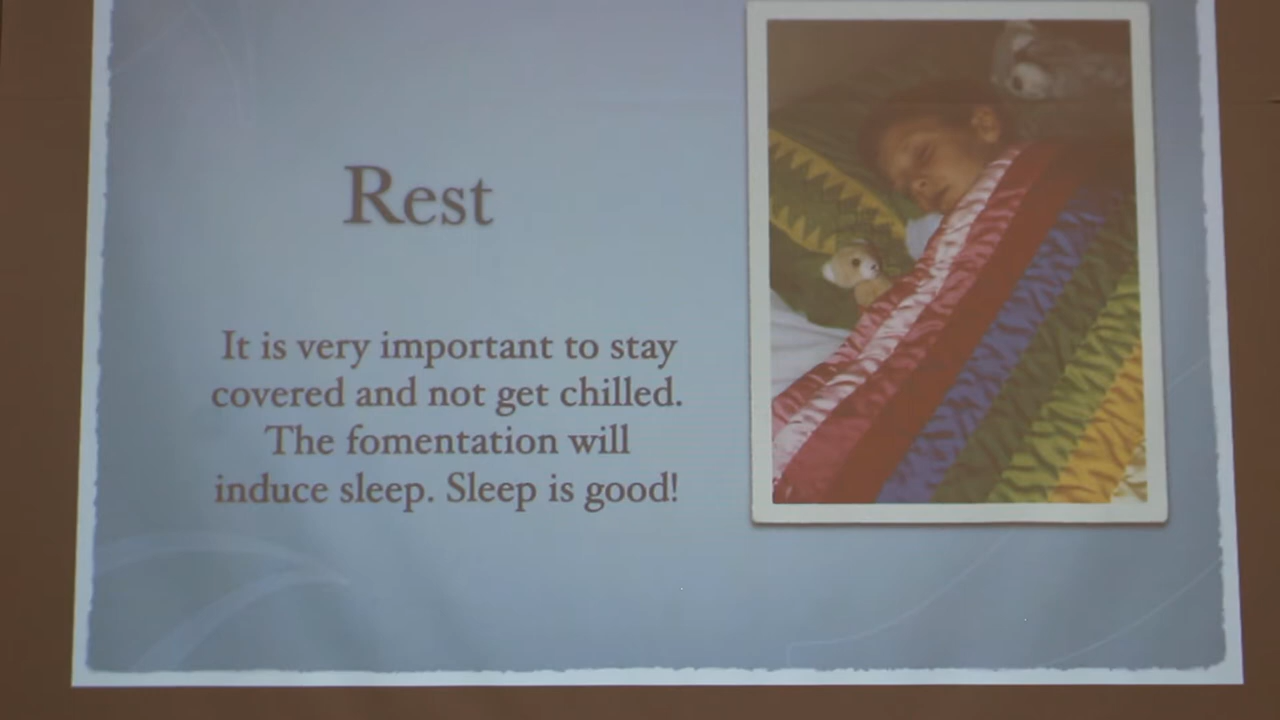 Rest
It is very important to stay
covered and not get chilled.
The fomentation will
induce sleep. Sleep is good!